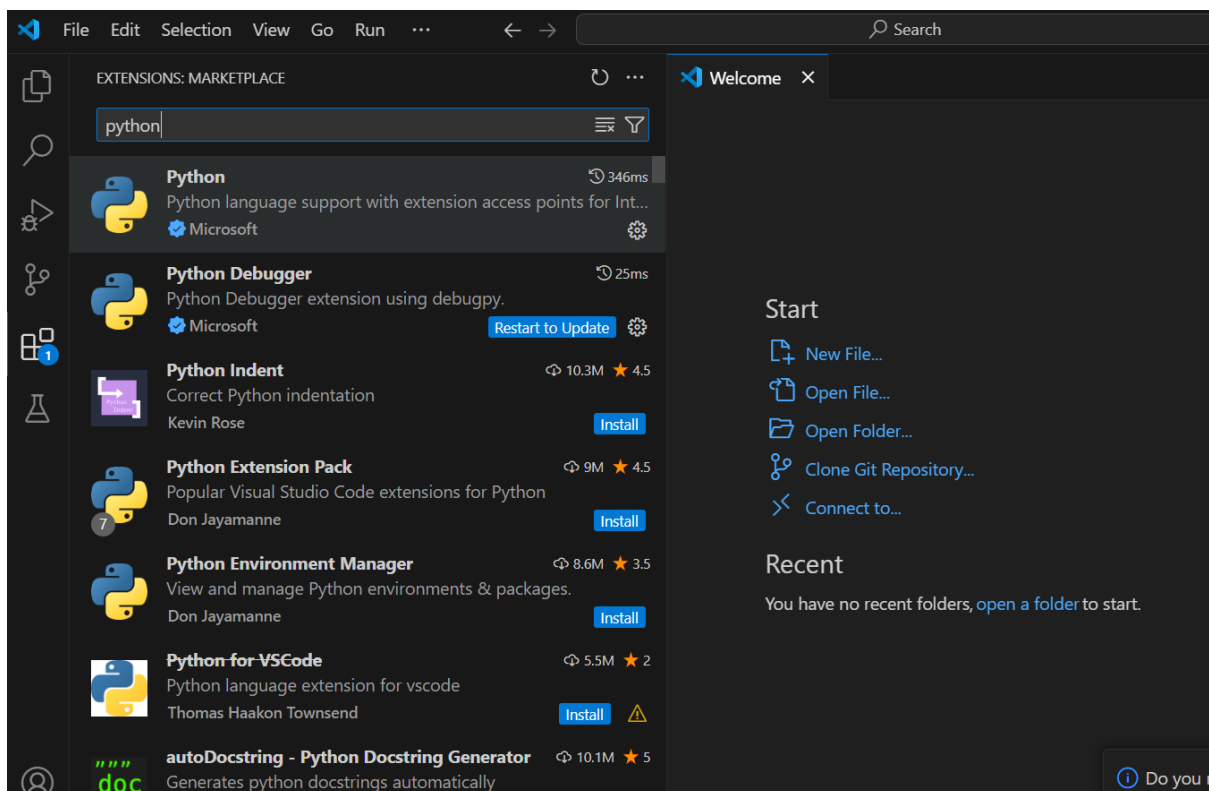 File Edit Selection View Go Run ··· Search
EXTENSIONS: MARKETPLACE
python
Python 346ms
Python language support with extension access points for Int...
Microsoft
Python Debugger 25ms
Python Debugger extension using debugpy.
Microsoft Restart to Update
Python Indent 10.3M 4.5
Correct Python indentation
Kevin Rose Install
Python Extension Pack 9M 4.5
Popular Visual Studio Code extensions for Python
7 Don Jayamanne Install
Python Environment Manager 8.6M 3.5
View and manage Python environments & packages.
Don Jayamanne Install
Python for VSCode 5.5M 2
Python language extension for vscode
Thomas Haakon Townsend Install
autoDocstring - Python Docstring Generator 10.1M 5
"""
doc Generates python docstrings automatically
1
Welcome
Start
New File...
Open File...
Open Folder...
Clone Git Repository...
Connect to...
Recent
You have no recent folders, open a folder to start.
Do you